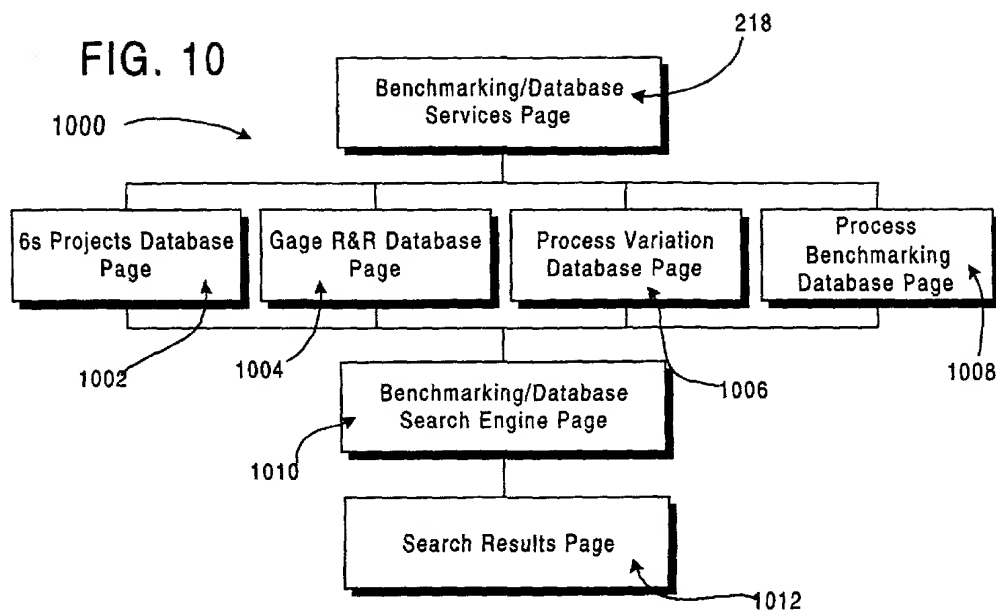 218
FIG. 10
Benchmarking/Database
Services Page
1000
6s Projects Database
Page
Gage R&R Database
Page
Process Variation
Database Page
Process
Benchmarking
Database Page
1002
1004
1006
1008
Benchmarking/Database
Search Engine Page
1010
Search Results Page
1012